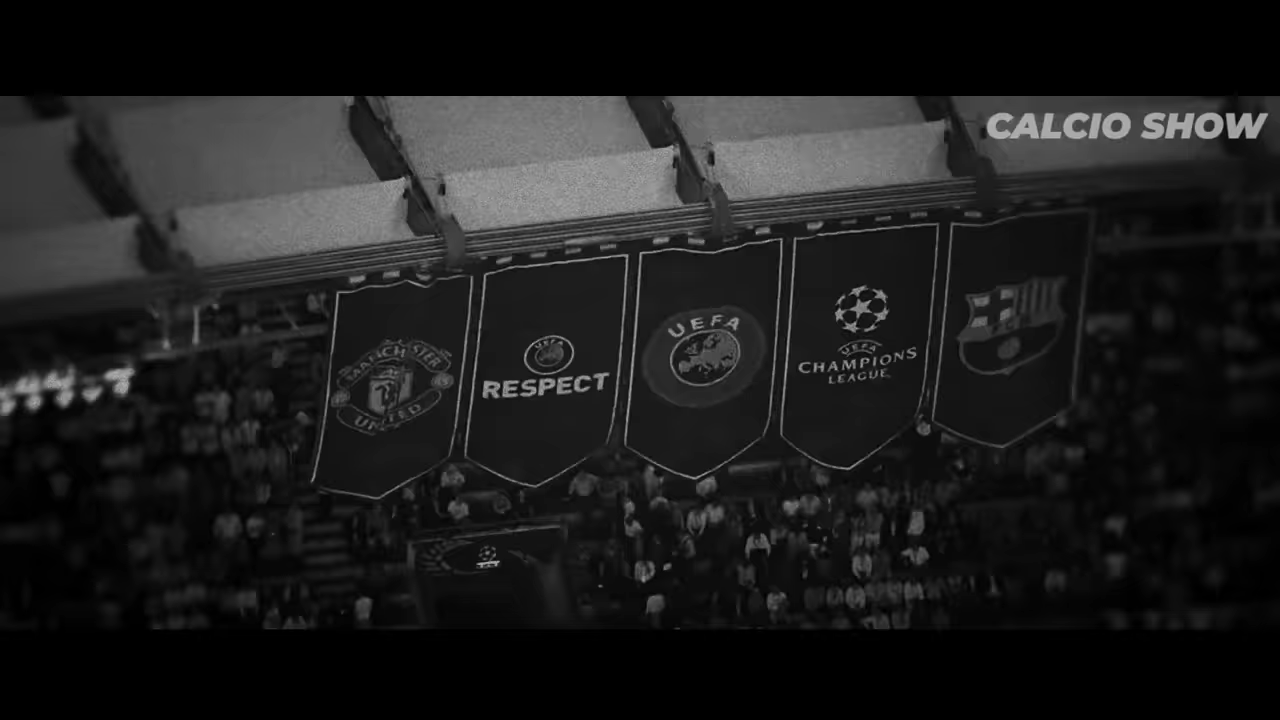 CALCIO SHOW
MANCHESTER
UNITED
UEFA
RESPECT
UEFA
UEFA
CHAMPIONS
LEAGUE